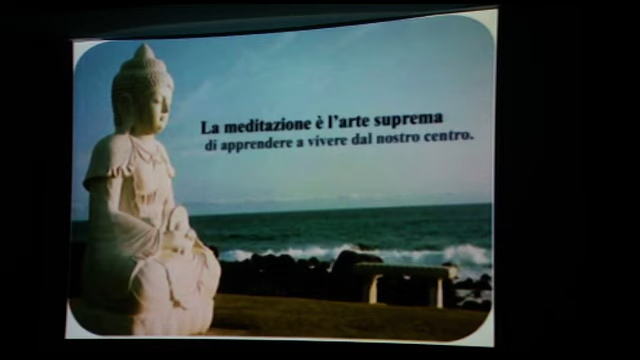 La meditazione è l'arte suprema
di apprendere a vivere dal nostro centro.